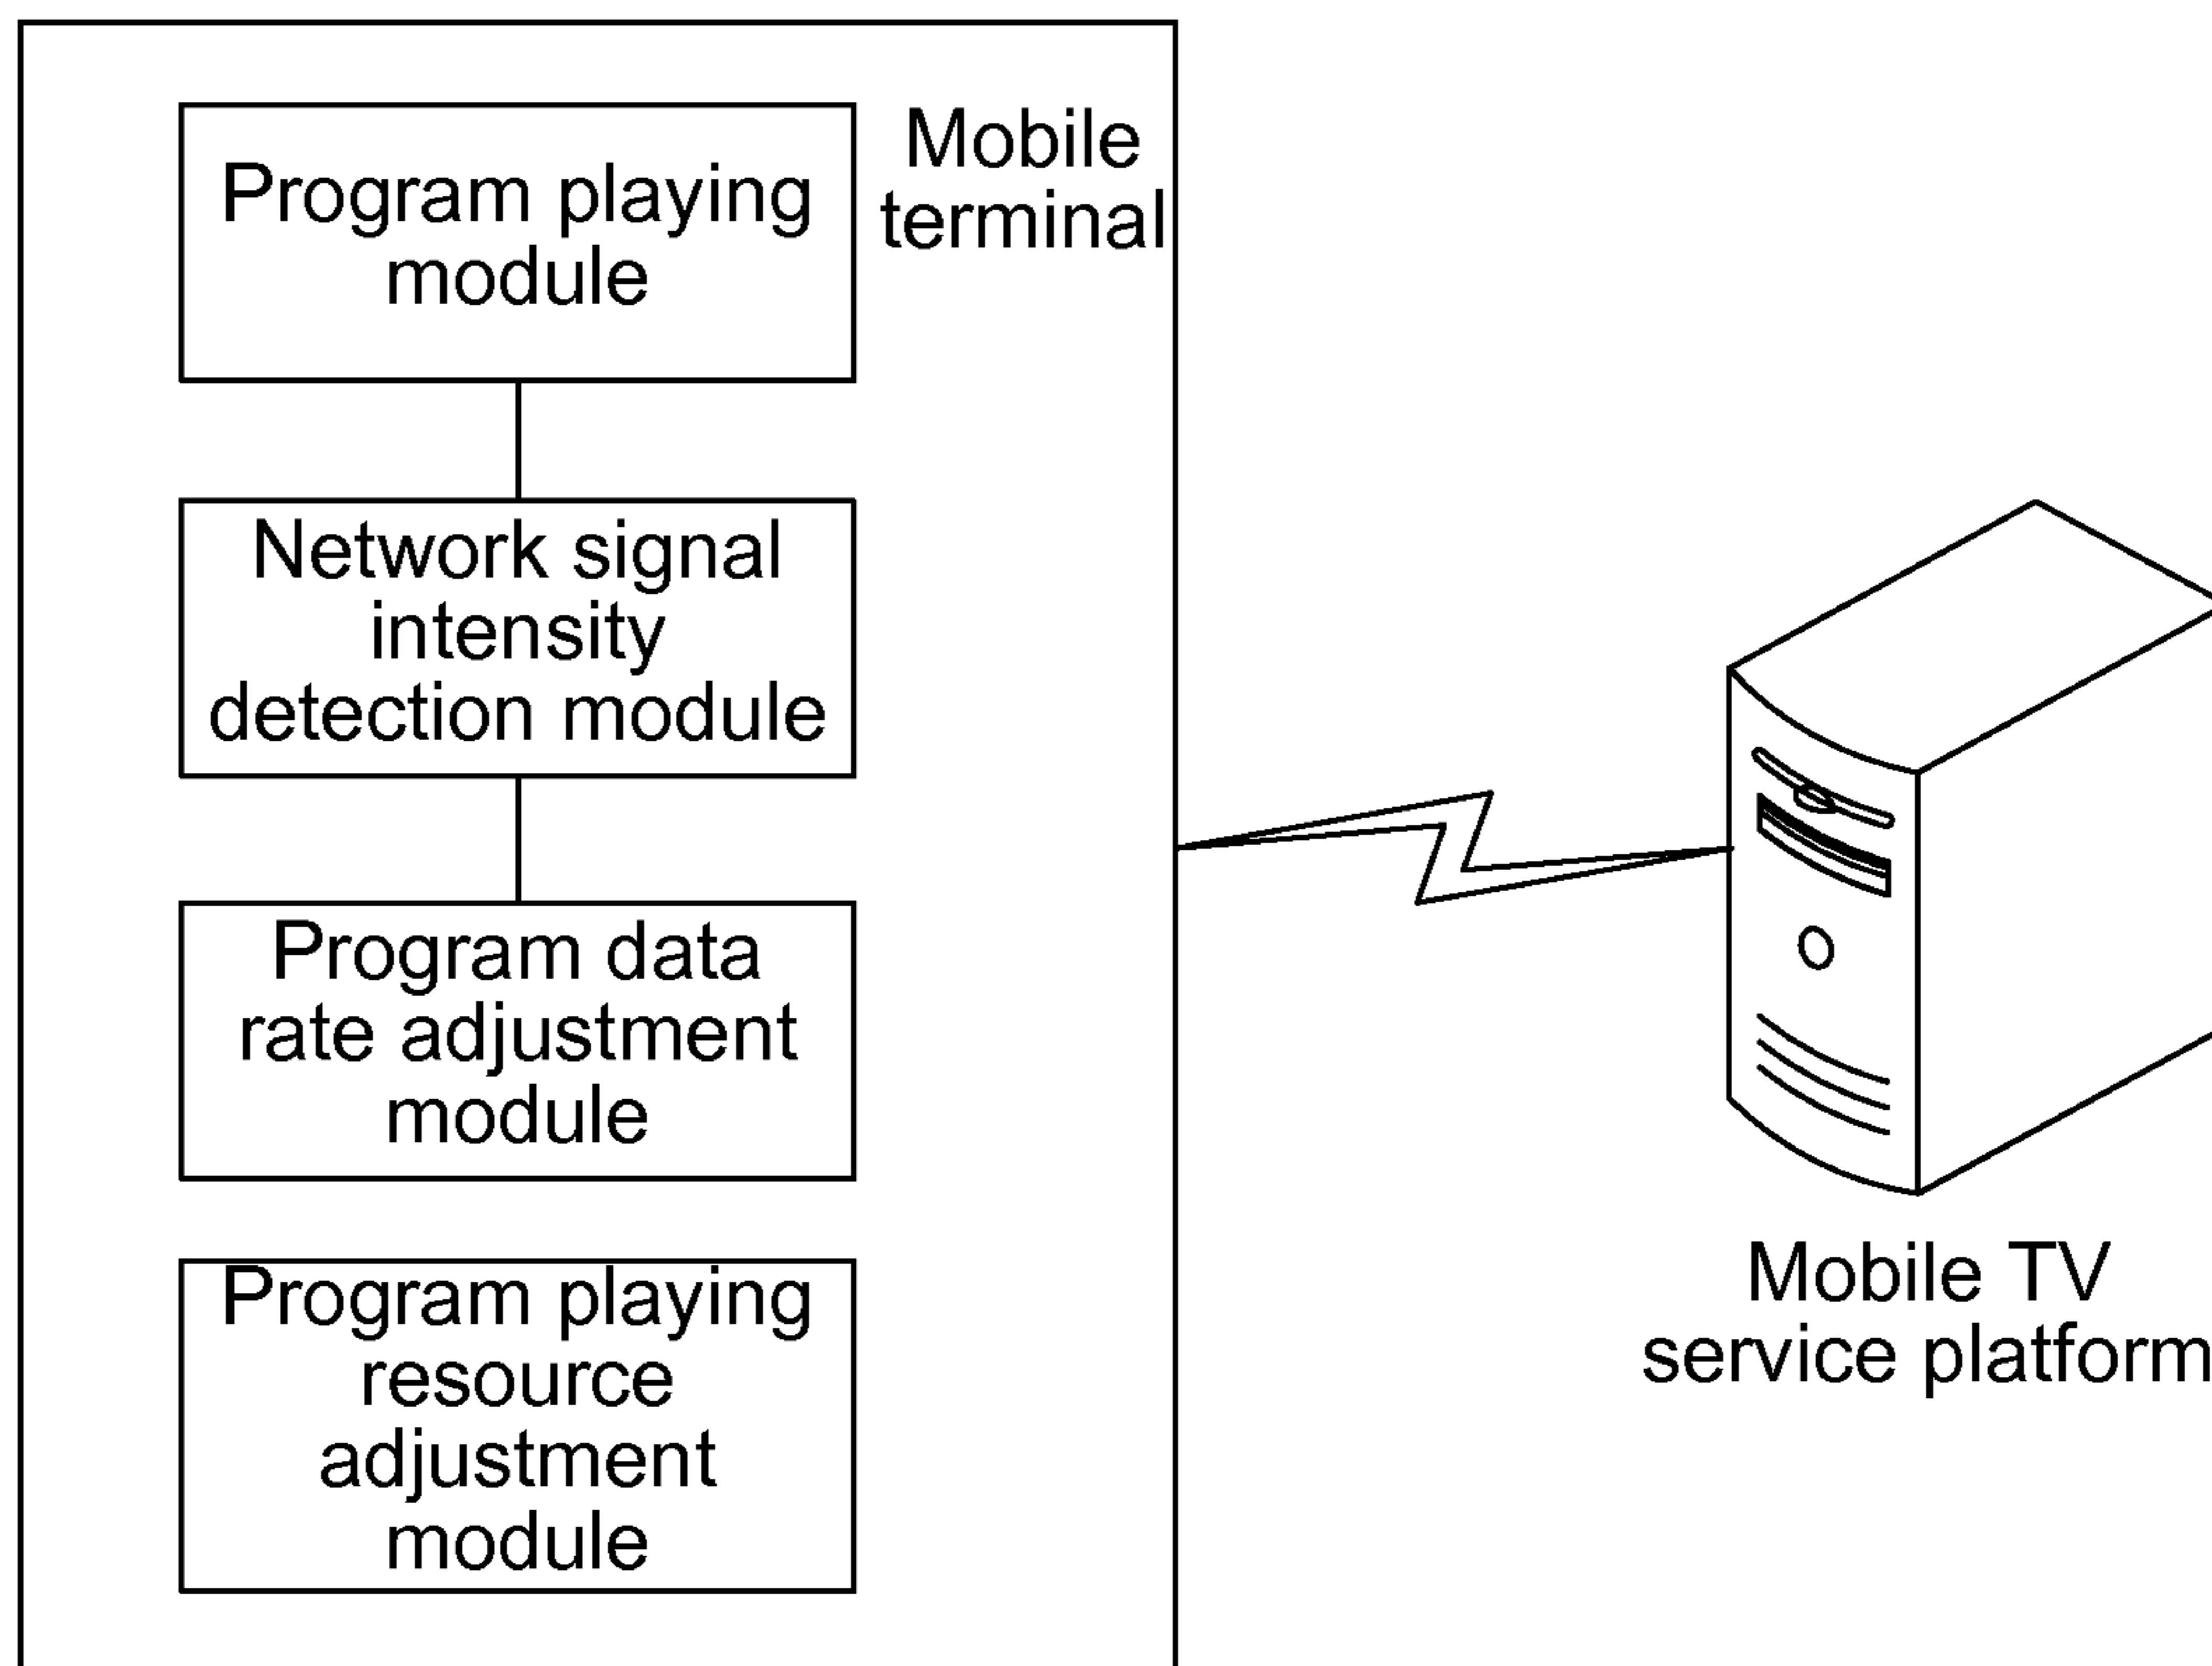 Program playing
module
Mobile
terminal
Network signal
intensity
detection module
Program data
rate adjustment
module
Program playing
resource
adjustment
module
Mobile TV
service platform